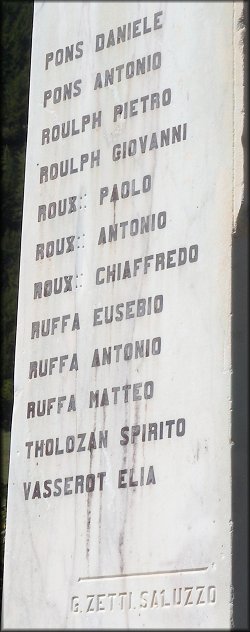 PONS DANIELE
PONS ANTONIO
ROULPH PIETRO
ROULPH GIOVANNI
ROUX:: PAOLO
ROUX:: ANTONIO
ROUX:: CHIAFFREDO
RUFFA EUSEBIO
RUFFA ANTONIO
RUFFA MATTEO
THOLOZAN SPIRITO
VASSEROT ELIA
G. ZETTI. SALUZZO